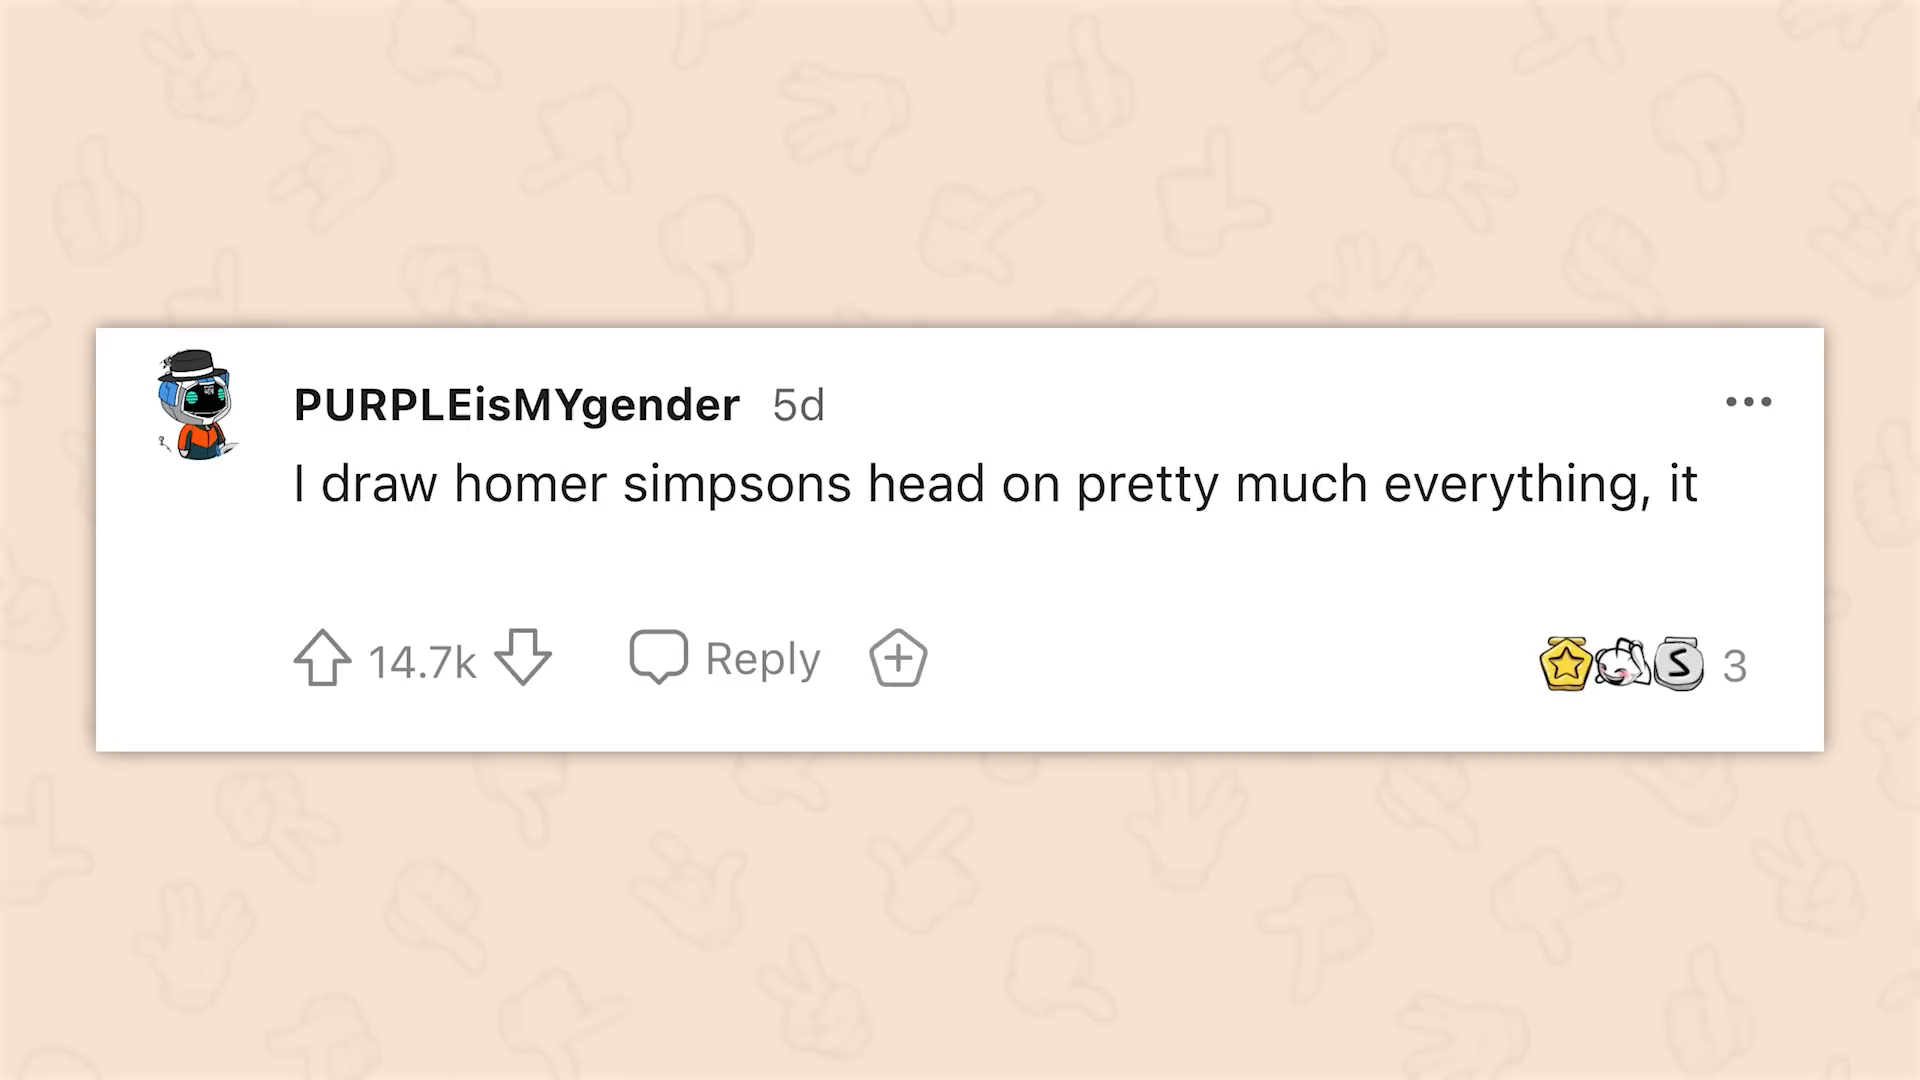 PURPLEisMYgender 5d
I draw homer simpsons head on pretty much everything, it
14.7k Reply S 3